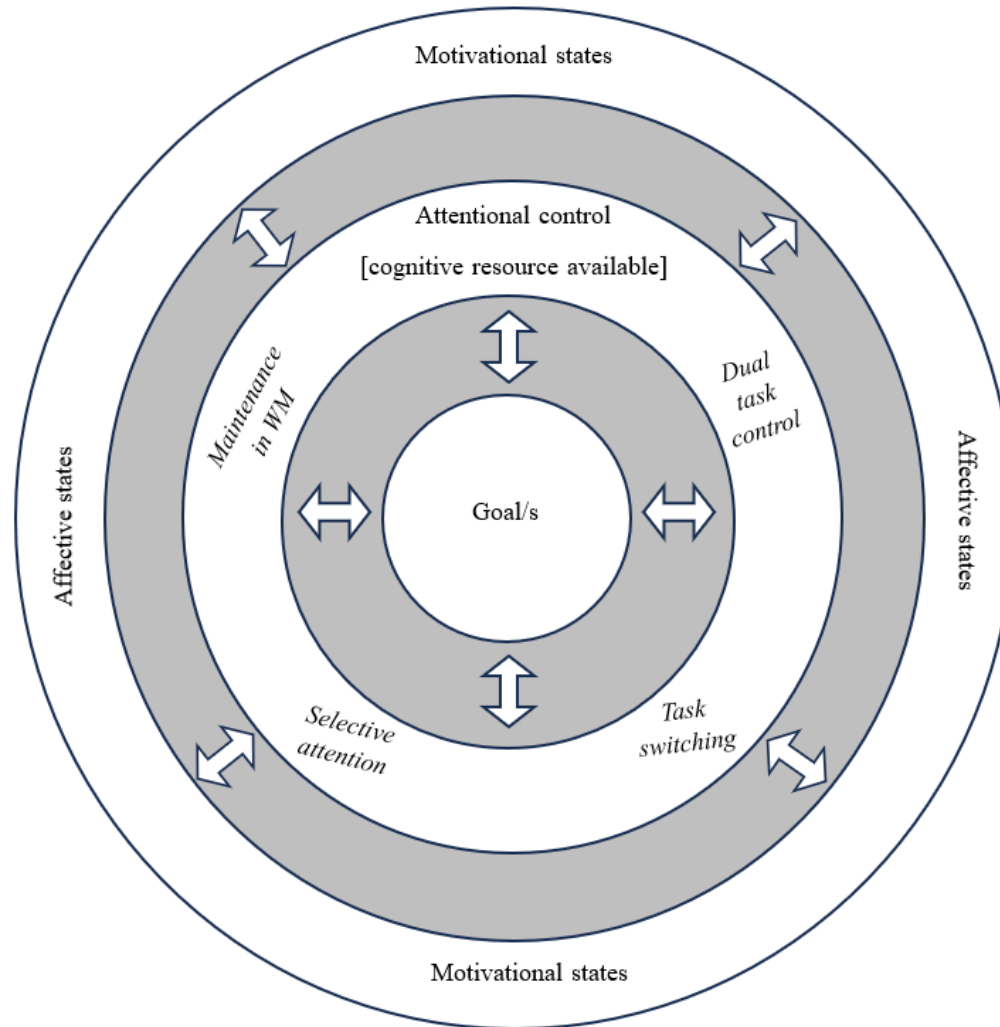 Motivational states
Attentional control
[cognitive resource available]
Maintenance
in WM
Dual
task
control
Affective states
Goal/s
Affective states
Selective
attention
Task
switching
Motivational states